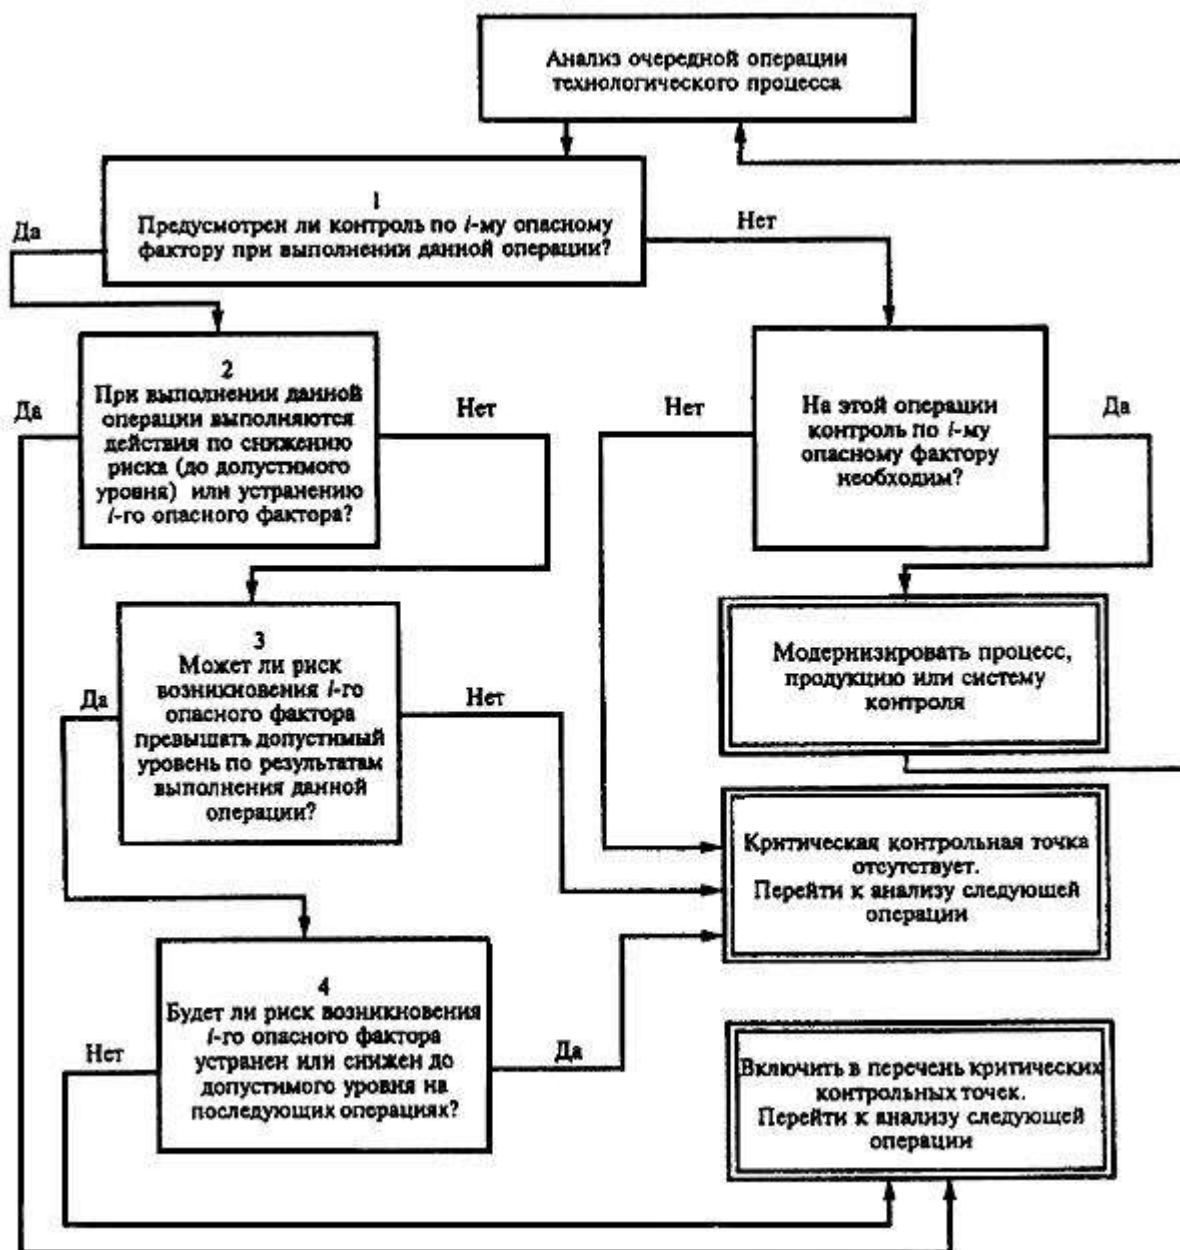 Анализ очередной операции
технологического процесса
1
Предусмотрен ли контроль по i-му опасному
фактору при выполнении данной операции?
Да
Нет
2
При выполнении данной
операции выполняются
действия по снижению
риска (до допустимого
уровня) или устранению
i-го опасного фактора?
Да
Нет
На этой операции
контроль по i-му
опасному фактору
необходим?
Нет
Да
3
Может ли риск
возникновения i-го
опасного фактора
превышать допустимый
уровень по результатам
выполнения данной
операции?
Да
Нет
Модернизировать процесс,
продукцию или систему
контроля
Критическая контрольная точка
отсутствует.
Перейти к анализу следующей
операции
4
Будет ли риск возникновения
i-го опасного фактора
устранен или снижен до
допустимого уровня на
последующих операциях?
Нет
Да
Включить в перечень критических
контрольных точек.
Перейти к анализу следующей
операции